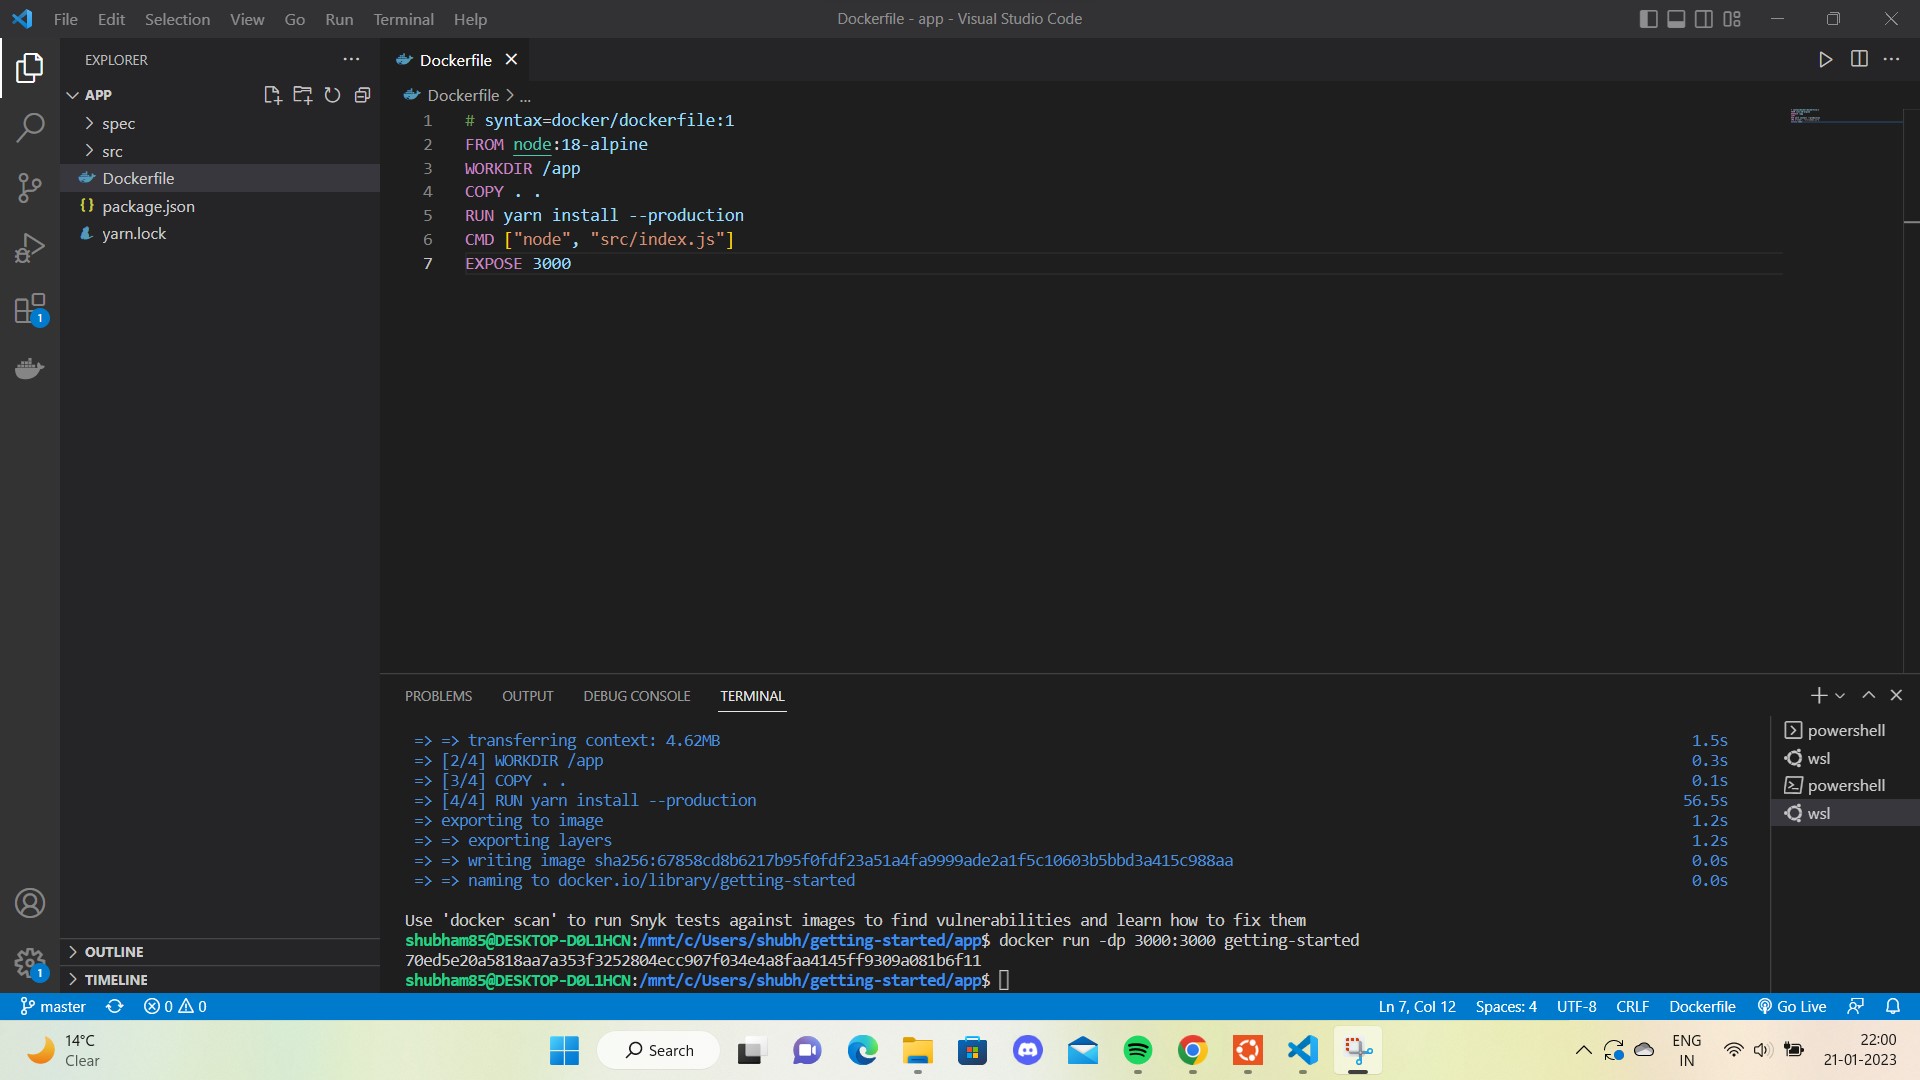 File Edit Selection View Go Run Terminal Help
Dockerfile - app - Visual Studio Code
EXPLORER
APP
spec
src
Dockerfile
{} package.json
yarn.lock
1
1
OUTLINE
TIMELINE
Dockerfile
Dockerfile > ...
1 # syntax=docker/dockerfile:1
2 FROM node:18-alpine
3 WORKDIR /app
4 COPY . .
5 RUN yarn install --production
6 CMD ["node", "src/index.js"]
7 EXPOSE 3000
PROBLEMS OUTPUT DEBUG CONSOLE TERMINAL
=> => transferring context: 4.62MB 1.5s
=> [2/4] WORKDIR /app 0.3s
=> [3/4] COPY . . 0.1s
=> [4/4] RUN yarn install --production 56.5s
=> exporting to image 1.2s
=> => exporting layers 1.2s
=> => writing image sha256:67858cd8b6217b95f0fdf23a51a4fa9999ade2a1f5c10603b5bbd3a415c988aa 0.0s
=> => naming to docker.io/library/getting-started 0.0s
Use 'docker scan' to run Snyk tests against images to find vulnerabilities and learn how to fix them
shubham85@DESKTOP-D0L1HCN:/mnt/c/Users/shubh/getting-started/app$ docker run -dp 3000:3000 getting-started
70ed5e20a5818aa7a353f3252804ecc907f034e4a8faa4145ff9309a081b6f11
shubham85@DESKTOP-D0L1HCN:/mnt/c/Users/shubh/getting-started/app$
powershell
wsl
powershell
wsl
master 0 0
Ln 7, Col 12 Spaces: 4 UTF-8 CRLF Dockerfile Go Live
14°C
Clear
Search
ENG
IN
22:00
21-01-2023